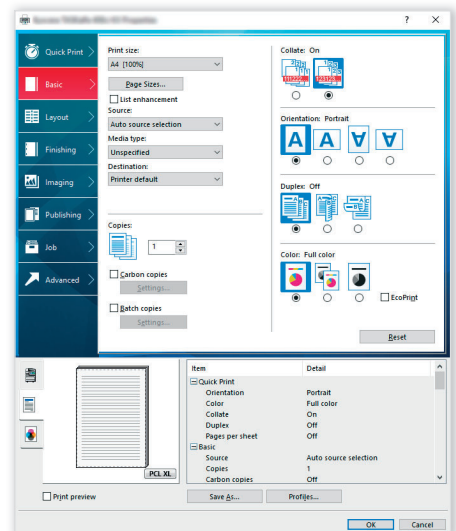 ? ×
Quick Print
Basic
Layout
Finishing
Imaging
Publishing
Job
Advanced
Print size:
A4 [100%]
Page Sizes...
List enhancement
Source:
Auto source selection
Media type:
Unspecified
Destination:
Printer default
Copies:
1
Carbon copies
Settings...
Batch copies
Settings...
Collate: On
Orientation: Portrait
A A A A
Duplex: Off
Color: Full color
EcoPrint
Reset
PCL XL
Print preview
Item Detail
Quick Print
Orientation Portrait
Color Full color
Collate On
Duplex Off
Pages per sheet Off
Basic
Source Auto source selection
Copies 1
Carbon copies Off
Save As...
Profiles...
OK Cancel